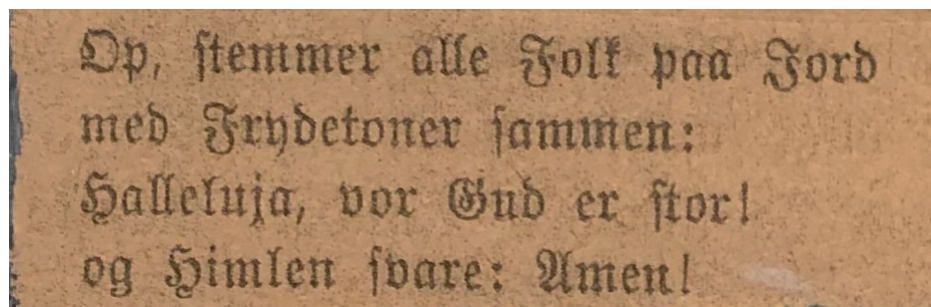 Op, stemmer alle Folk paa Jord
med Frydetoner sammen:
Halleluja, vor Gud er stor!
og Himlen svare: Amen!